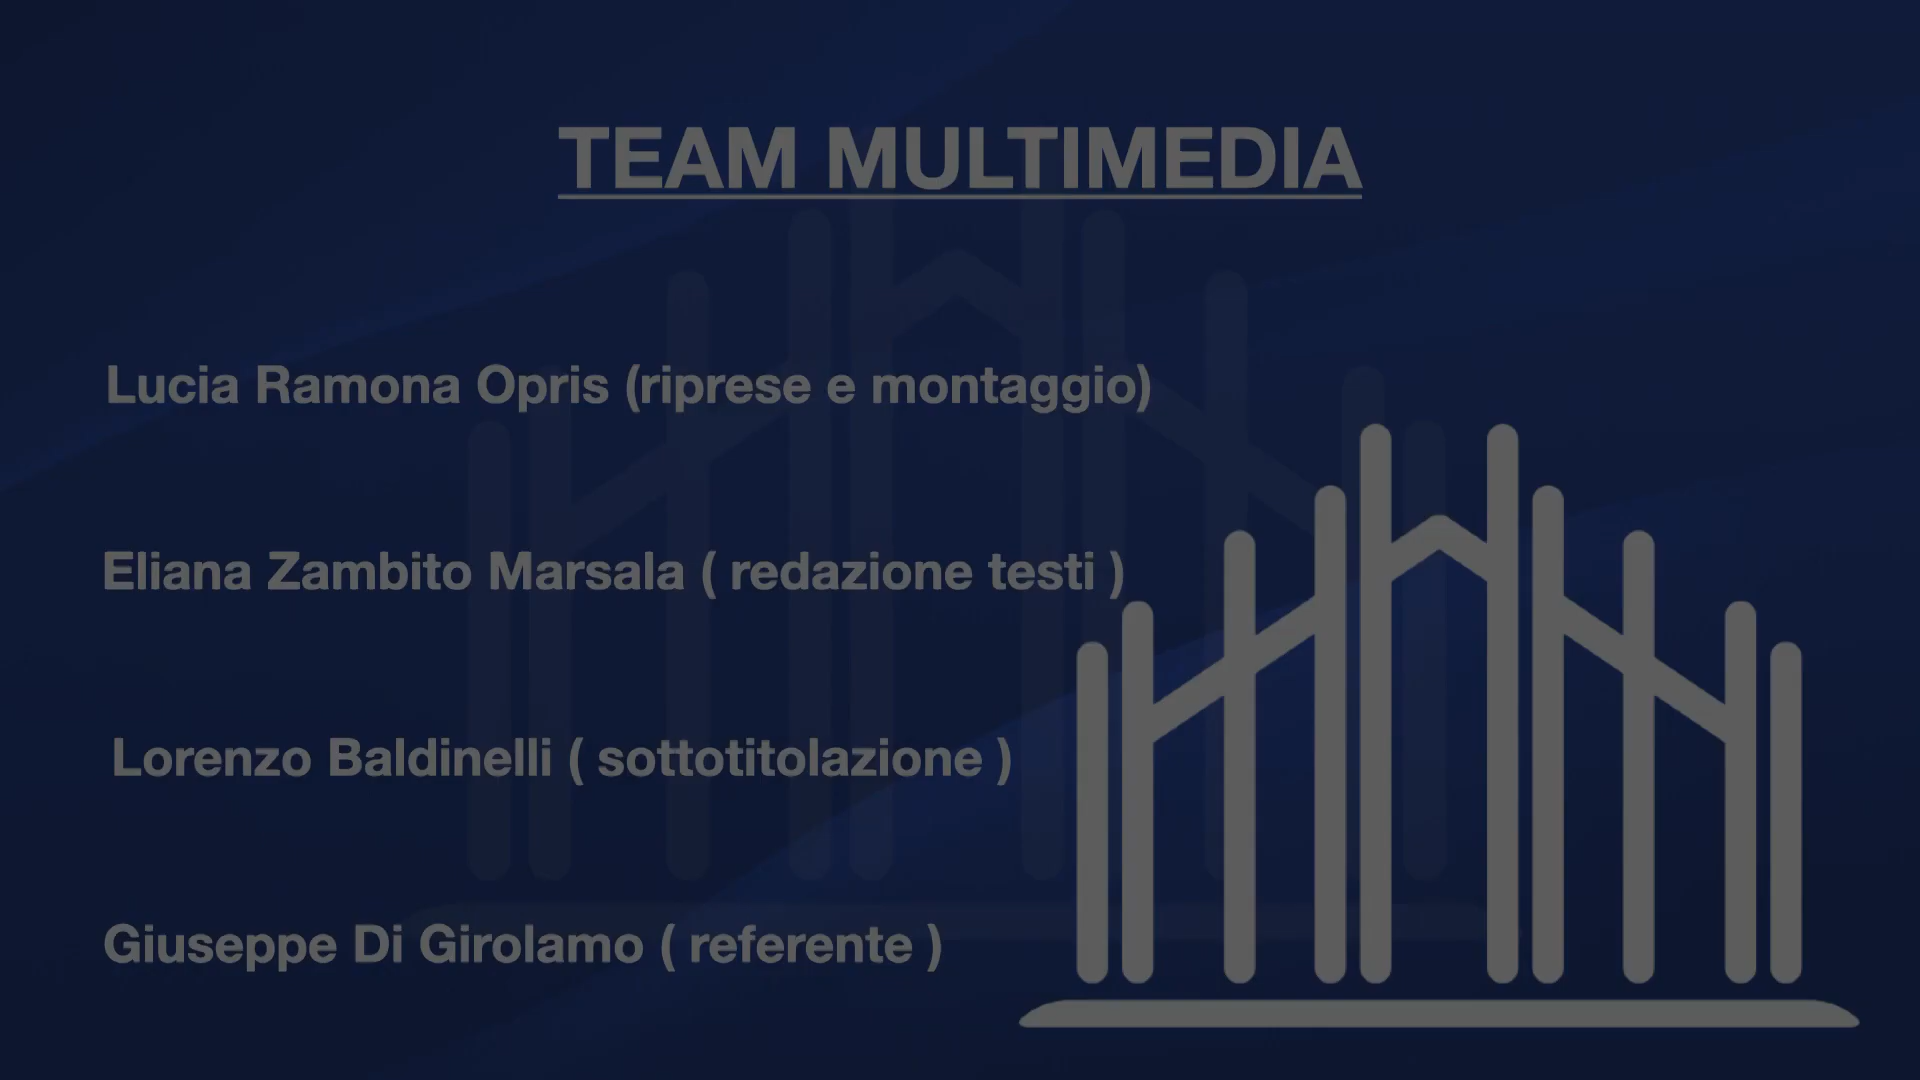 TEAM MULTIMEDIA
Lucia Ramona Opris (riprese e montaggio)
Eliana Zambito Marsala ( redazione testi )
Lorenzo Baldinelli ( sottotitolazione )
Giuseppe Di Girolamo ( referente )